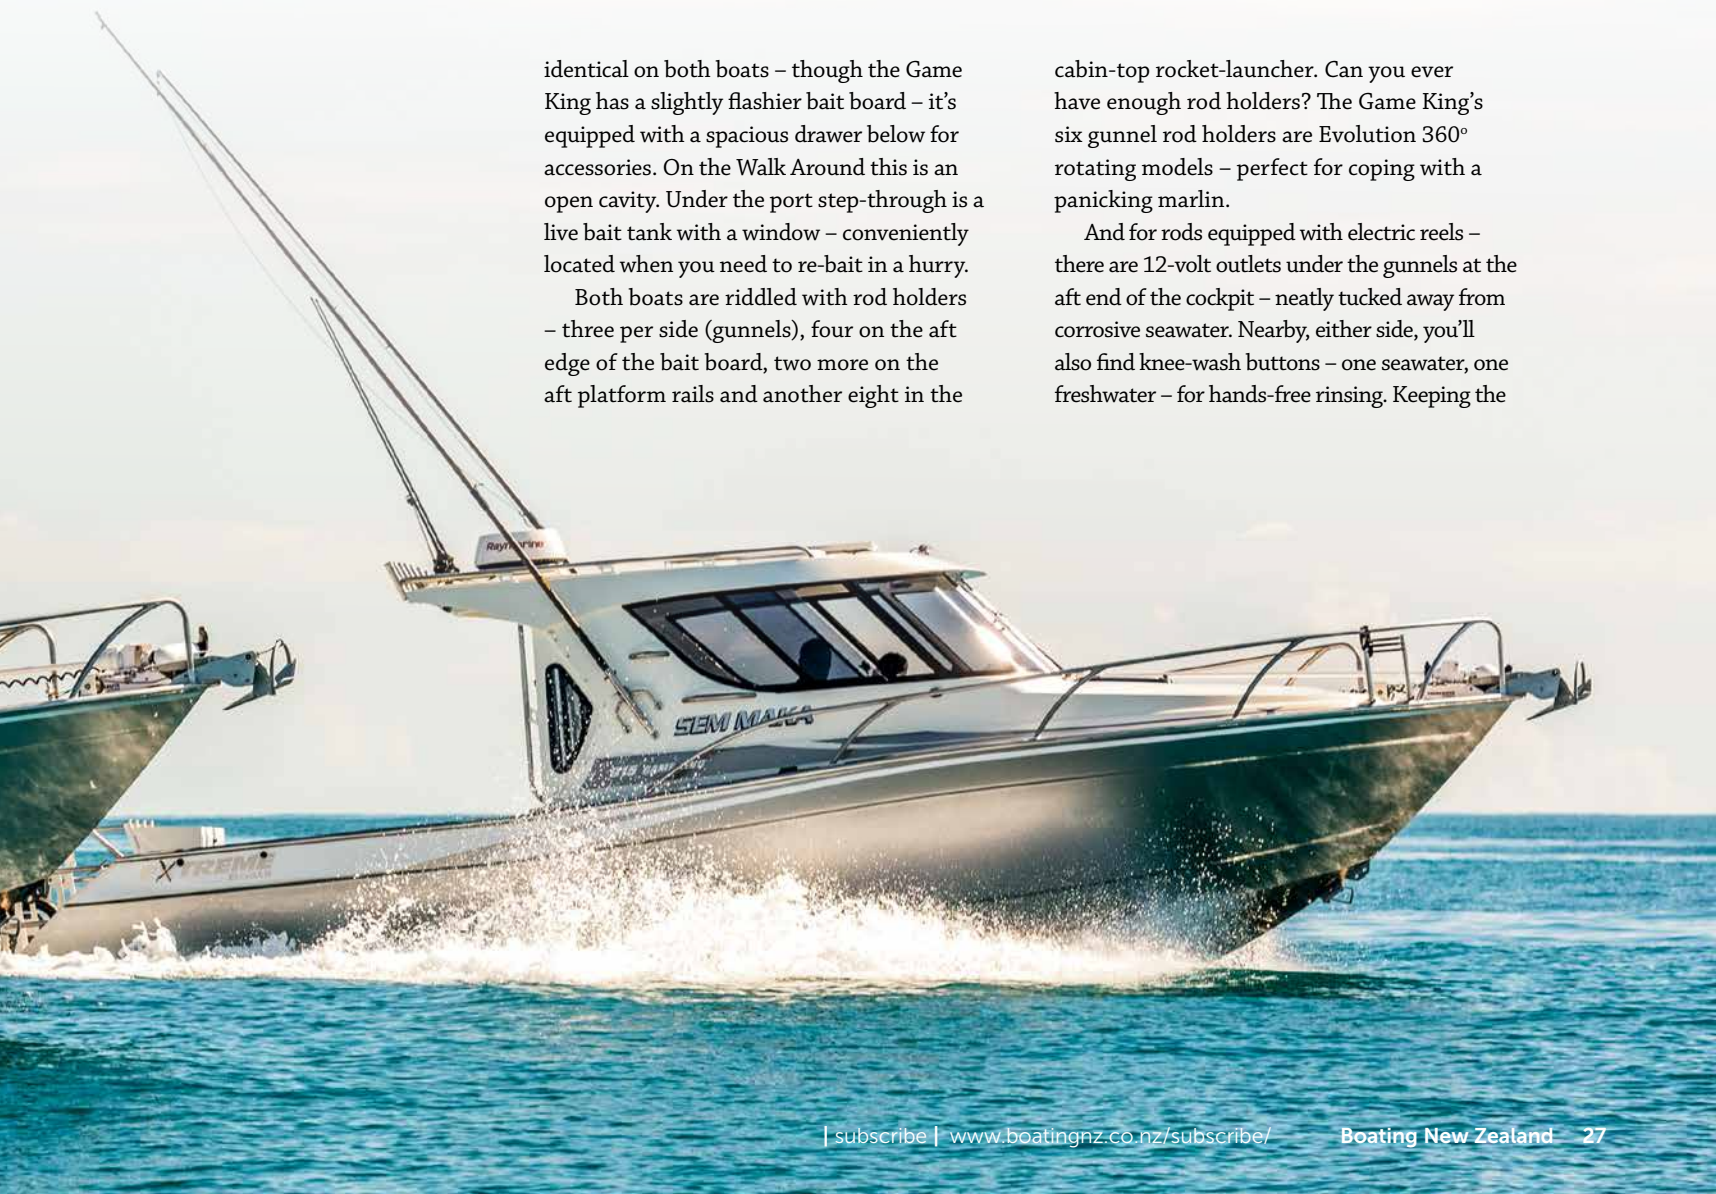 identical on both boats – though the Game
King has a slightly flashier bait board – it’s
equipped with a spacious drawer below for
accessories. On the Walk Around this is an
open cavity. Under the port step-through is a
live bait tank with a window – conveniently
located when you need to re-bait in a hurry.
Both boats are riddled with rod holders
– three per side (gunnels), four on the aft
edge of the bait board, two more on the
aft platform rails and another eight in the
cabin-top rocket-launcher. Can you ever
have enough rod holders? The Game King’s
six gunnel rod holders are Evolution 360º
rotating models – perfect for coping with a
panicking marlin.
And for rods equipped with electric reels –
there are 12-volt outlets under the gunnels at the
aft end of the cockpit – neatly tucked away from
corrosive seawater. Nearby, either side, you’ll
also find knee-wash buttons – one seawater, one
freshwater – for hands-free rinsing. Keeping the
Raymarine
SEM MAKA
EXTREME
| subscribe | www.boatingnz.co.nz/subscribe/ Boating New Zealand 27